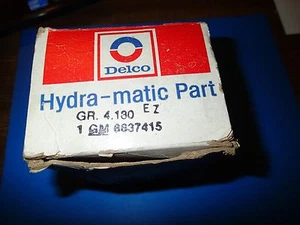 Delco
Hydra-matic Part
GR. 4.130 EZ
1 GM 8637415